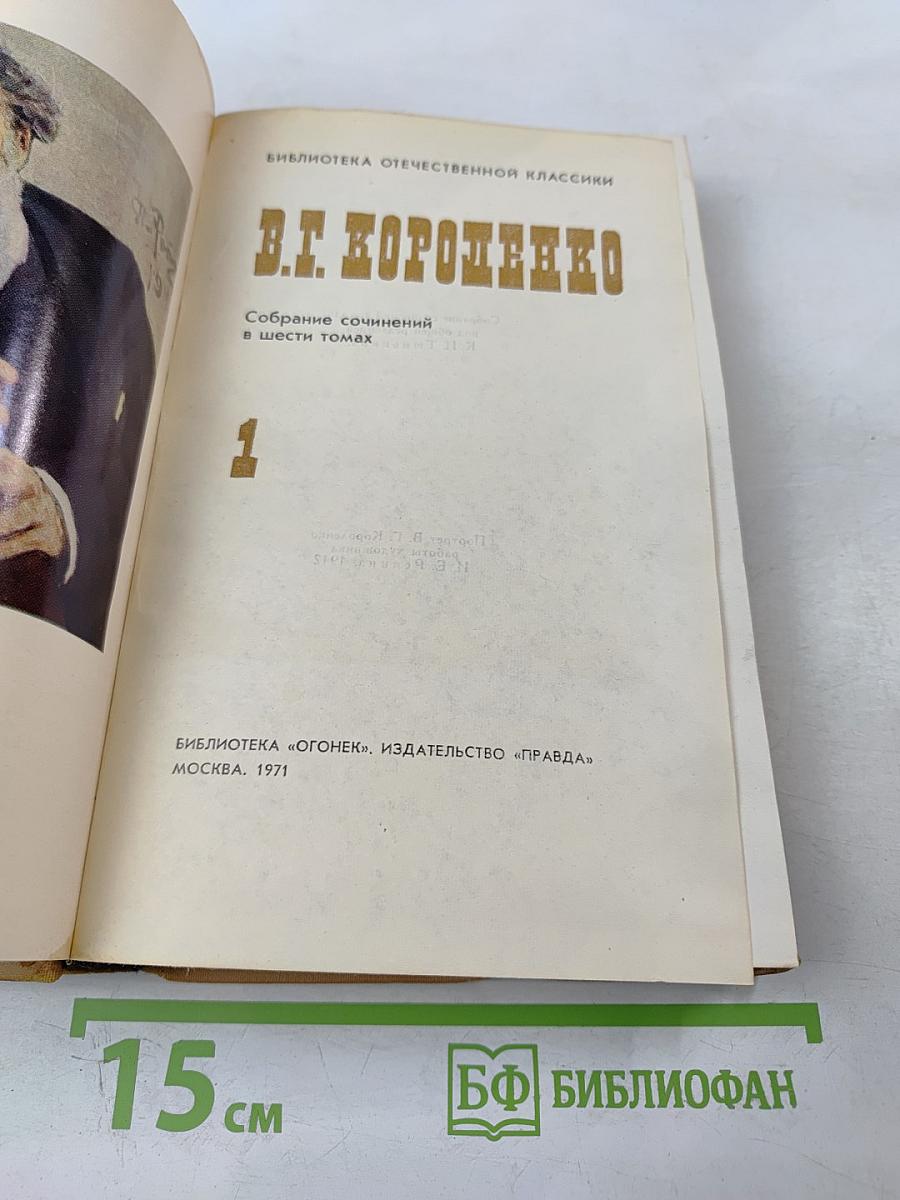 БИБЛИОТЕКА ОТЕЧЕСТВЕННОЙ КЛАССИКИ
В.Г. КОРОЛЕНКО
Собрание сочинений
в шести томах
1
БИБЛИОТЕКА «ОГОНЕК». ИЗДАТЕЛЬСТВО «ПРАВДА»
МОСКВА. 1971
15 см
БФ БИБЛИОФАН